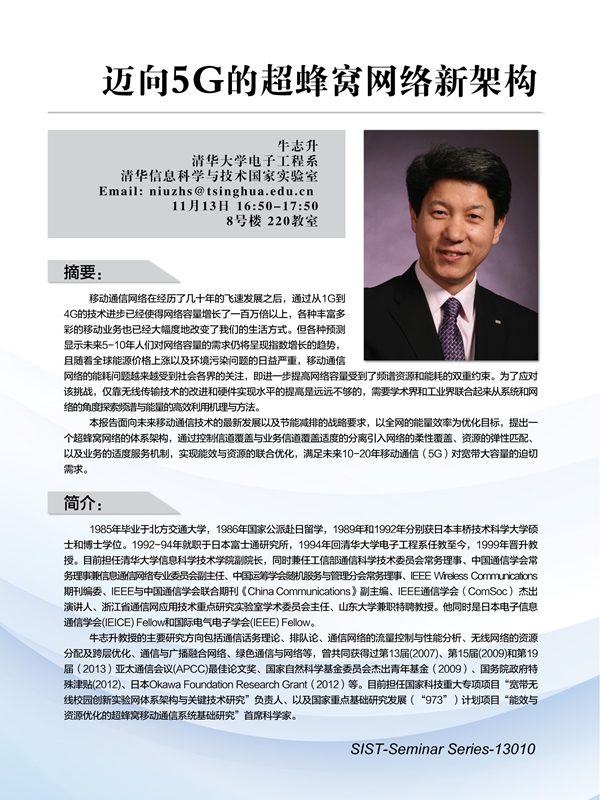 迈向5G的超蜂窝网络新架构
牛志升
清华大学电子工程系
清华信息科学与技术国家实验室
Email: niuzhs@tsinghua.edu.cn
11月13日 16:50-17:50
8号楼 220教室
摘要：
移动通信网络在经历了几十年的飞速发展之后，通过从1G到
4G的技术进步已经使得网络容量增长了一百万倍以上，各种丰富多
彩的移动业务也已经大幅度地改变了我们的生活方式。但各种预测
显示未来5-10年人们对网络容量的需求仍将呈现指数增长的趋势，
且随着全球能源价格上涨以及环境污染问题的日益严重，移动通信
网络的能耗问题越来越受到社会各界的关注，即进一步提高网络容量受到了频谱资源和能耗的双重约束。为了应对
该挑战，仅靠无线传输技术的改进和硬件实现水平的提高是远远不够的，需要学术界和工业界联合起来从系统和网
络的角度探索频谱与能量的高效利用机理与方法。
本报告面向未来移动通信技术的最新发展以及节能减排的战略要求，以全网的能量效率为优化目标，提出一
个超蜂窝网络的体系架构，通过控制信道覆盖与业务信道覆盖适度的分离引入网络的柔性覆盖、资源的弹性匹配、
以及业务的适度服务机制，实现能效与资源的联合优化，满足未来10-20年移动通信（5G）对宽带大容量的迫切
需求。
简介：
1985年毕业于北方交通大学，1986年国家公派赴日留学，1989年和1992年分别获日本丰桥技术科学大学硕
士和博士学位。1992-94年就职于日本富士通研究所，1994年回清华大学电子工程系任教至今，1999年晋升教
授。目前担任清华大学信息科学技术学院副院长，同时兼任工信部通信科学技术委员会常务理事、中国通信学会常
务理事兼信息通信网络专业委员会副主任、中国运筹学会随机服务与管理分会常务理事、IEEE Wireless Communications
期刊编委、IEEE与中国通信学会联合期刊《China Communications》副主编、IEEE通信学会（ComSoc）杰出
演讲人、浙江省通信网应用技术重点研究实验室学术委员会主任、山东大学兼职特聘教授。他同时是日本电子信息
通信学会(IEICE) Fellow和国际电气电子学会(IEEE) Fellow。
牛志升教授的主要研究方向包括通信话务理论、排队论、通信网络的流量控制与性能分析、无线网络的资源
分配及跨层优化、通信与广播融合网络、绿色通信与网络等，曾共同获得过第13届(2007)、第15届(2009)和第19
届（2013）亚太通信会议(APCC)最佳论文奖、国家自然科学基金委员会杰出青年基金（2009）、国务院政府特
殊津贴(2012)、日本Okawa Foundation Research Grant（2012）等。目前担任国家科技重大专项项目“宽带无
线校园创新实验网体系架构与关键技术研究”负责人、以及国家重点基础研究发展（“973”）计划项目“能效与
资源优化的超蜂窝移动通信系统基础研究”首席科学家。
SIST-Seminar Series-13010